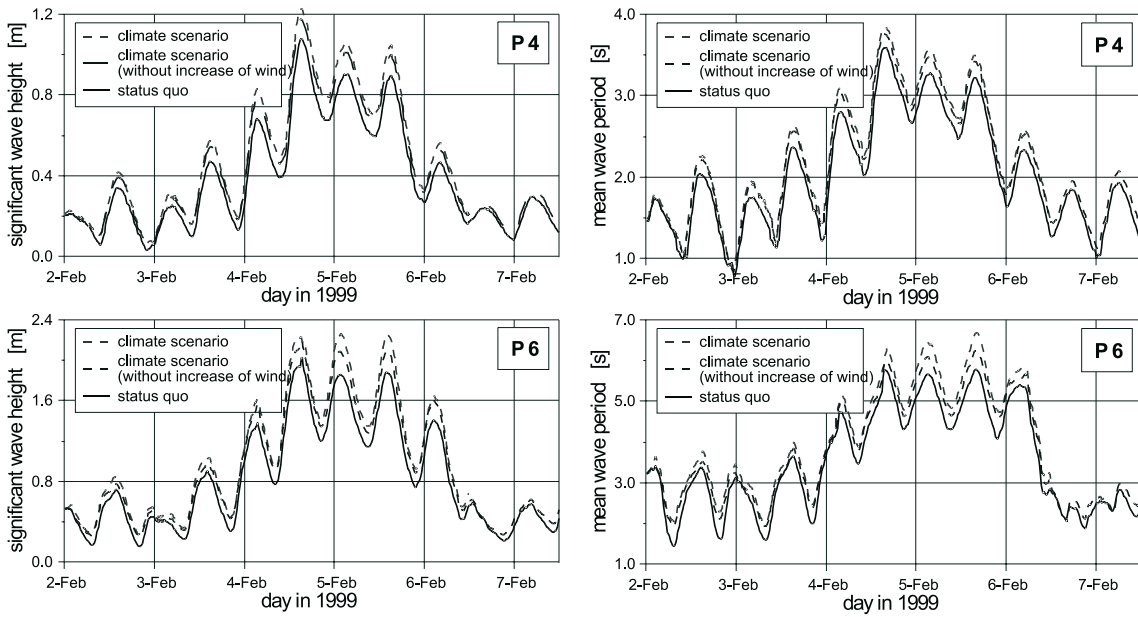 significant wave height [m]
1.2
0.8
0.4
0.0
climate scenario
climate scenario
(without increase of wind)
status quo
P 4
2-Feb
3-Feb
4-Feb
5-Feb
6-Feb
7-Feb
day in 1999
mean wave period [s]
4.0
3.0
2.0
1.0
climate scenario
climate scenario
(without increase of wind)
status quo
P 4
2-Feb
3-Feb
4-Feb
5-Feb
6-Feb
7-Feb
day in 1999
significant wave height [m]
2.4
1.6
0.8
0.0
climate scenario
climate scenario
(without increase of wind)
status quo
P 6
2-Feb
3-Feb
4-Feb
5-Feb
6-Feb
7-Feb
day in 1999
mean wave period [s]
7.0
5.0
3.0
1.0
climate scenario
climate scenario
(without increase of wind)
status quo
P 6
2-Feb
3-Feb
4-Feb
5-Feb
6-Feb
7-Feb
day in 1999